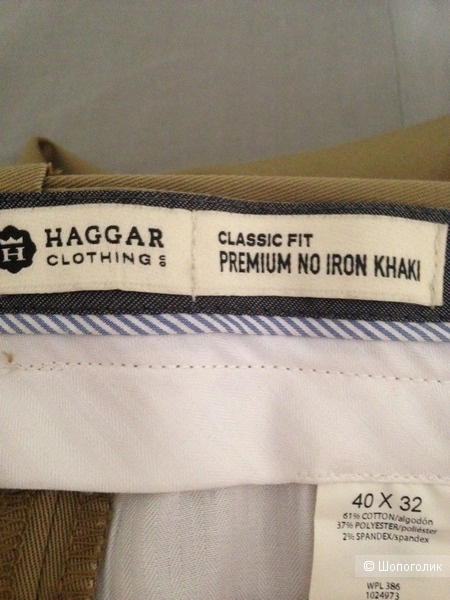 H
HAGGAR
CLOTHING CO
CLASSIC FIT
PREMIUM NO IRON KHAKI
40 X 32
61% COTTON/algodón
37% POLYESTER/poliéster
2% SPANDEX/spandex
WPL 386
1024973
© Шопоголик